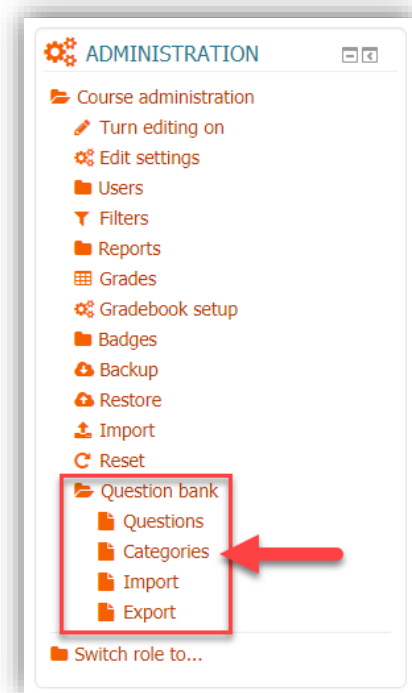 ADMINISTRATION
Course administration
Turn editing on
Edit settings
Users
Filters
Reports
Grades
Gradebook setup
Badges
Backup
Restore
Import
Reset
Question bank
Questions
Categories
Import
Export
Switch role to...